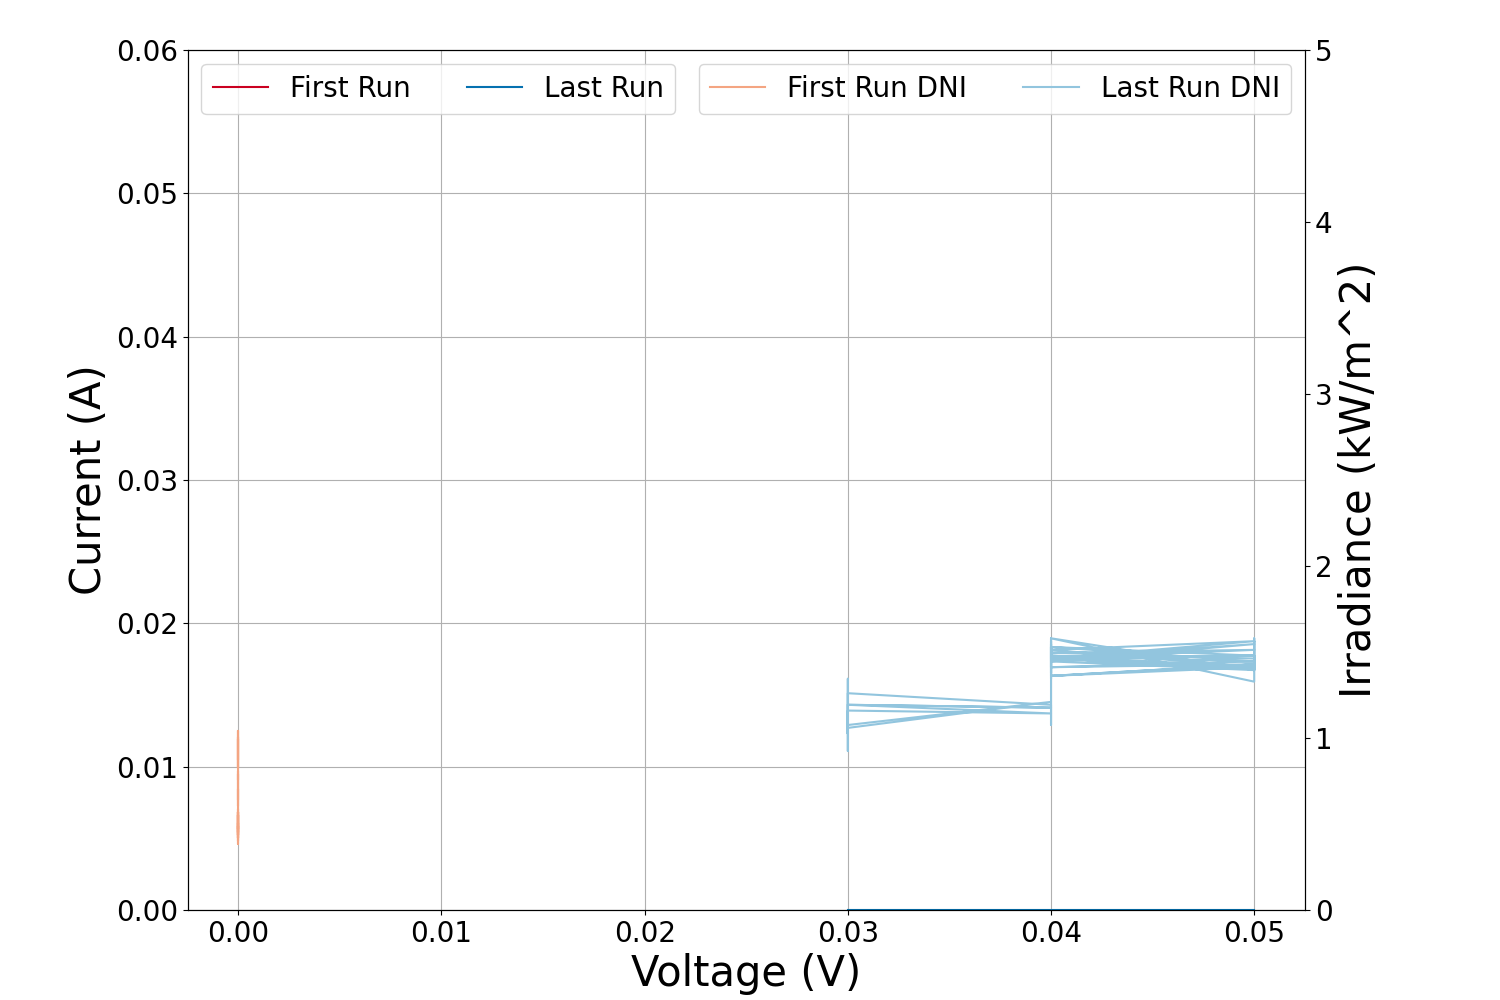 First Run
Last Run
First Run DNI
Last Run DNI
0.06
0.05
0.04
0.03
0.02
0.01
0.00
Current (A)
5
4
3
2
1
0
Irradiance (kW/m^2)
0.00 0.01 0.02 0.03 0.04 0.05
Voltage (V)